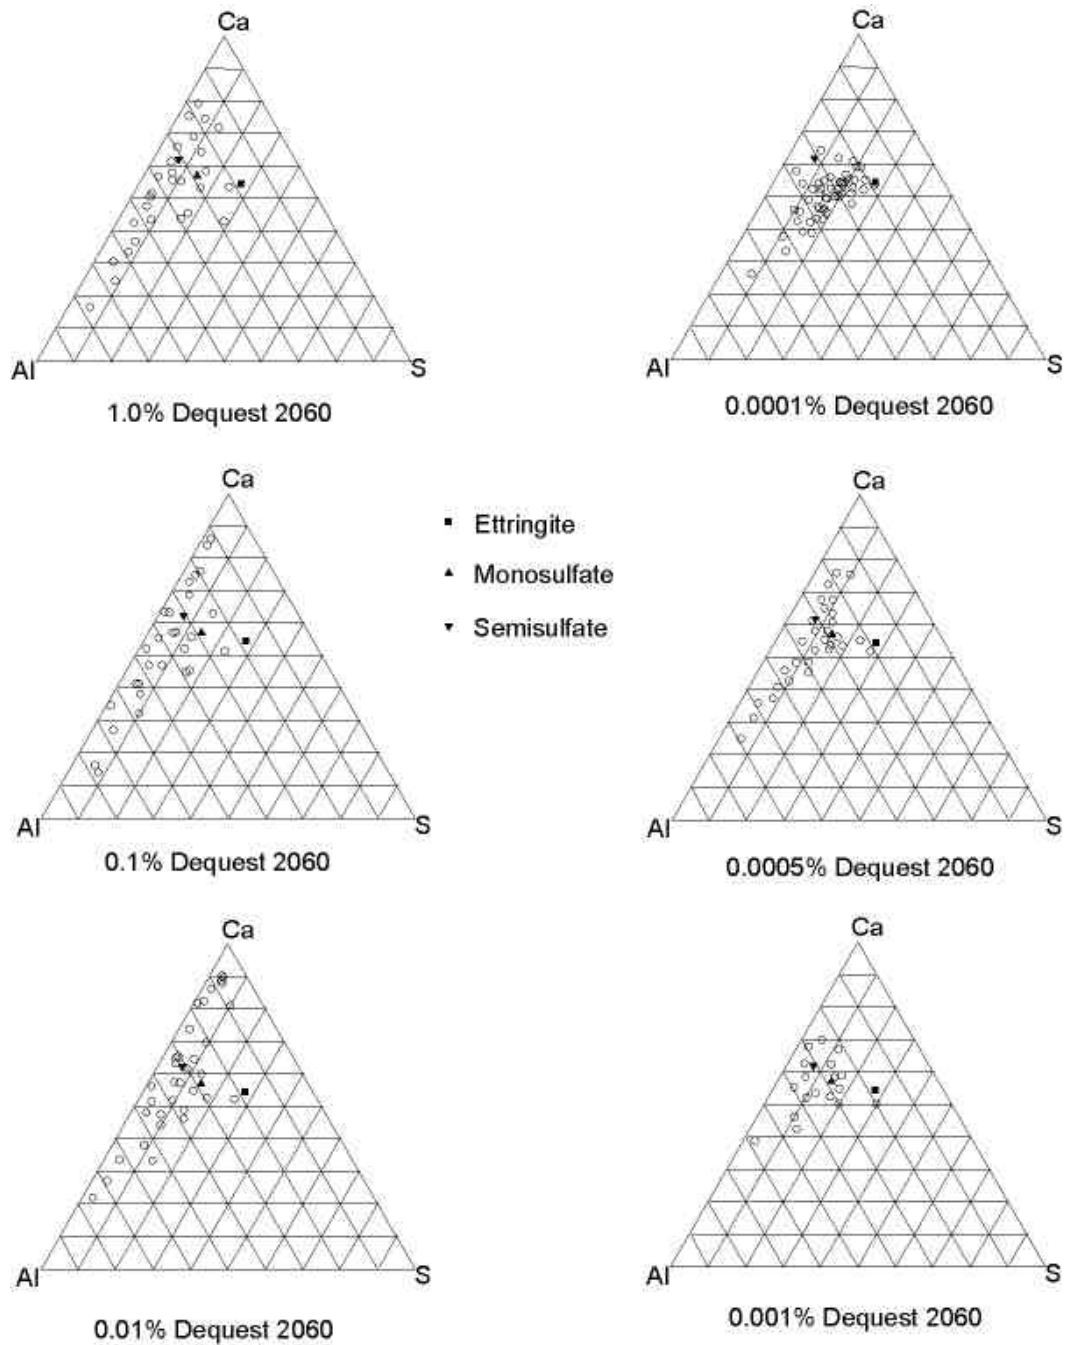 Ca
Al
S
1.0% Dequest 2060
Ca
Al
S
0.0001% Dequest 2060
Ca
Al
S
0.1% Dequest 2060
Ettringite
Monosulfate
Semisulfate
Ca
Al
S
0.0005% Dequest 2060
Ca
Al
S
0.01% Dequest 2060
Ca
Al
S
0.001% Dequest 2060